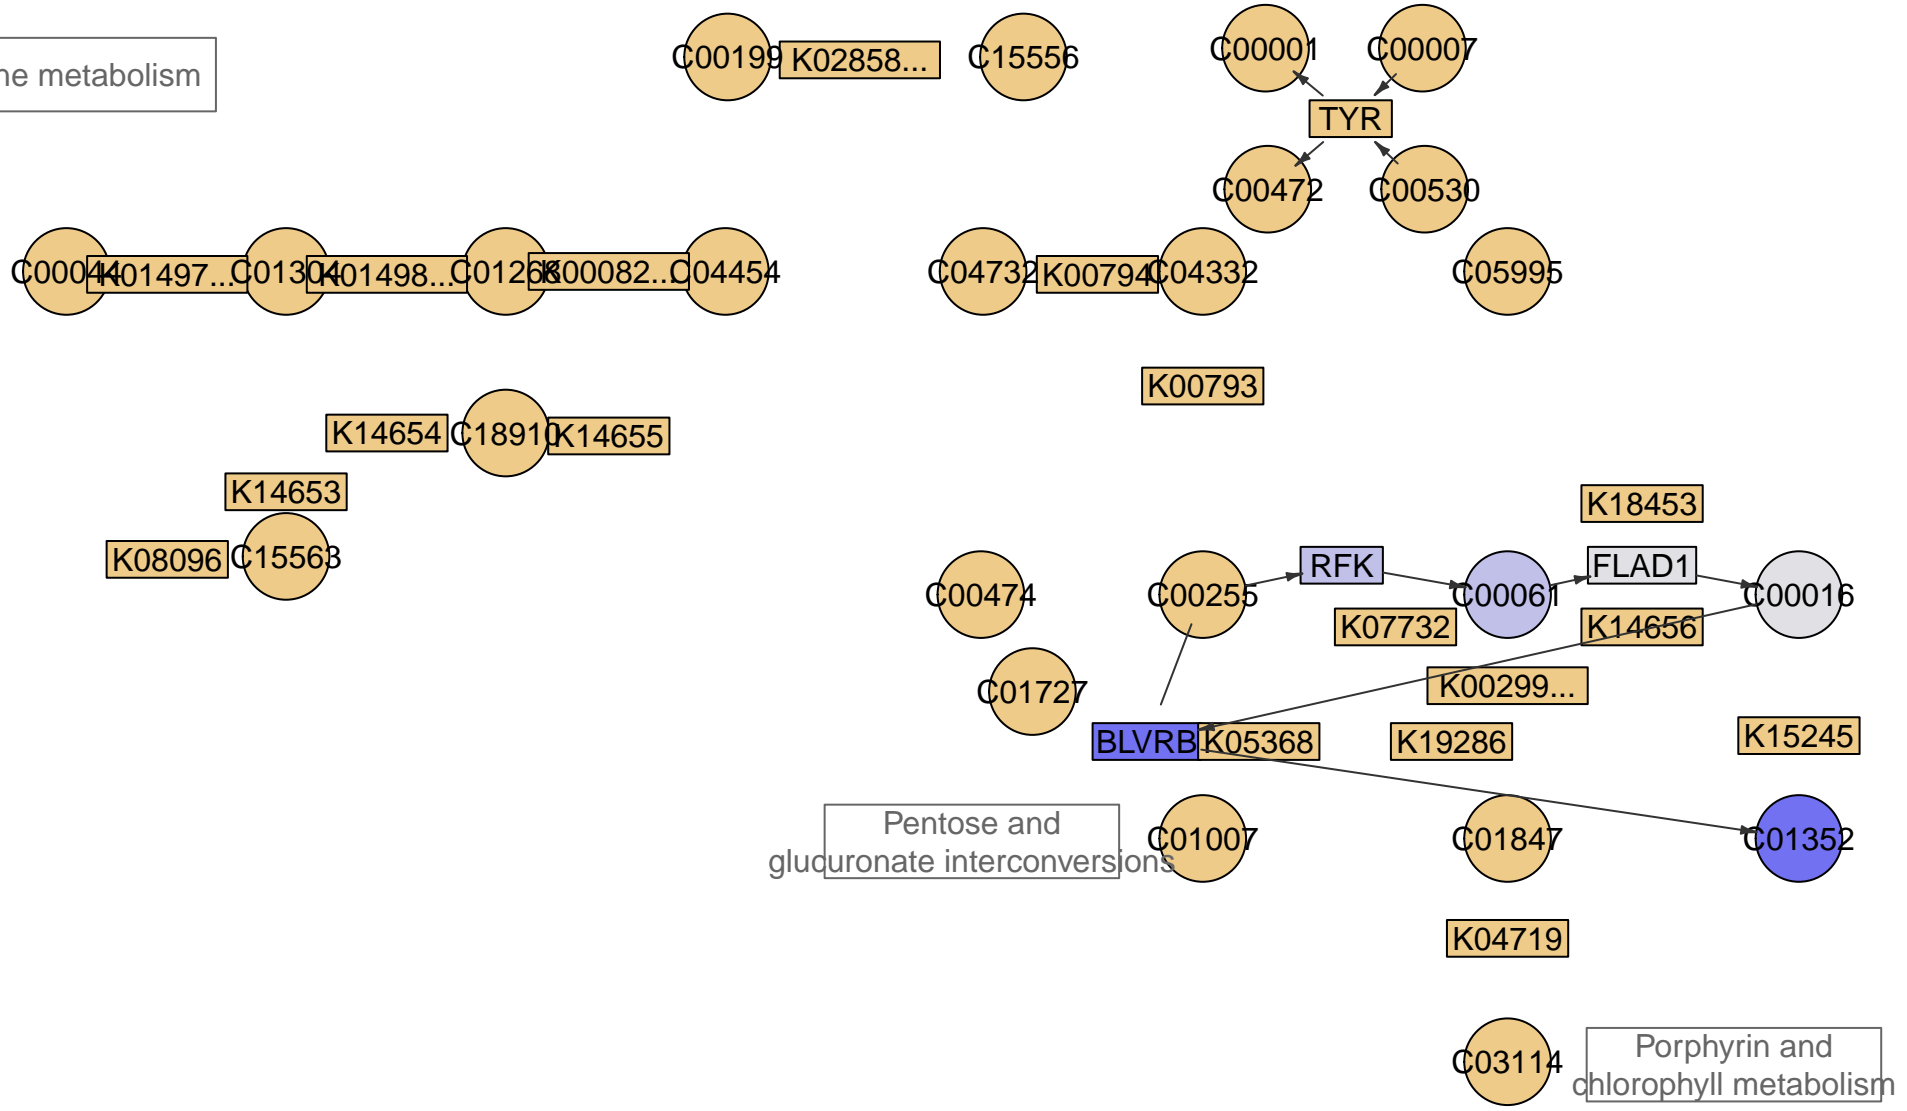 C00199
K02858...
C15556
C00001
C00007
ne metabolism
TYR
C00472
C00530
C00044
K01497...
C01304
K01498...
C01268
K00082...
C04454
C04732
K00794
C04332
C05995
K00793
K14654
C18910
K14655
K14653
K18453
K08096
C15563
RFK
FLAD1
C00474
C00255
C00061
C00016
K07732
K14656
C01727
K00299...
BLVRB
K05368
K19286
K15245
Pentose and
glucuronate interconversions
C01007
C01847
C01352
K04719
C03114
Porphyrin and
chlorophyll metabolism